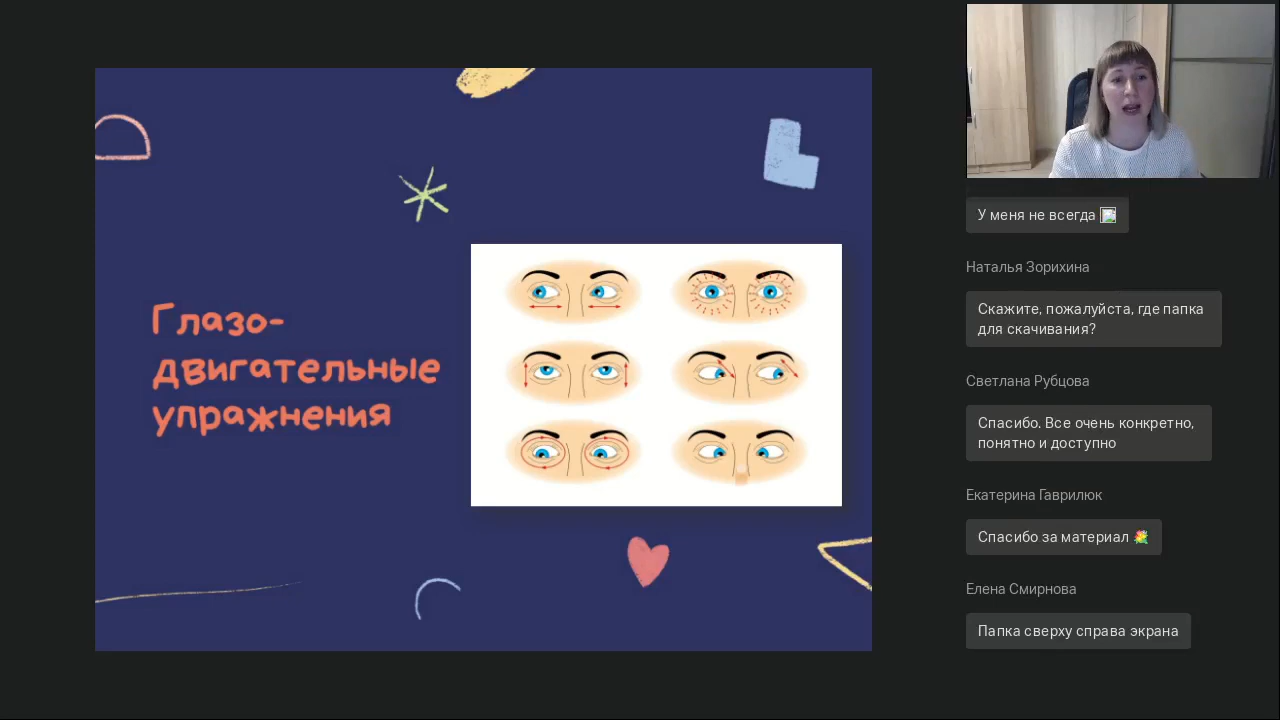 Глазо-
двигательные
упражнения
У меня не всегда
Наталья Зорихина
Скажите, пожалуйста, где папка
для скачивания?
Светлана Рубцова
Спасибо. Все очень конкретно,
понятно и доступно
Екатерина Гаврилюк
Спасибо за материал 💐
Елена Смирнова
Папка сверху справа экрана